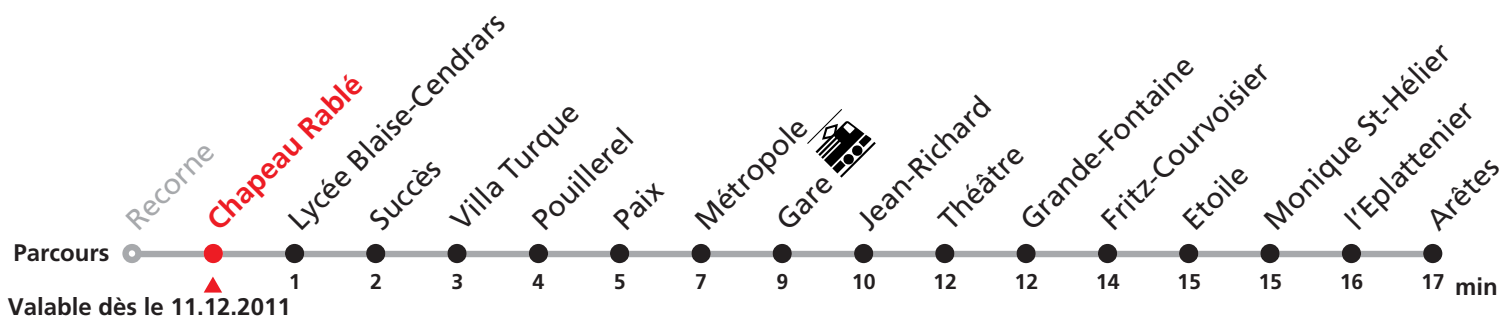 Recorne
Chapeau Rablé
Lycée Blaise-Cendrars
Succès
Villa Turque
Pouillerel
Paix
Métropole
Gare
Jean-Richard
Théâtre
Grande-Fontaine
Fritz-Courvoisier
Etoile
Monique St-Hélier
l'Eplattenier
Arêtes
Parcours
1 2 3 4 5 7 9 10 12 12 14 15 15 16 17 min
Valable dès le 11.12.2011